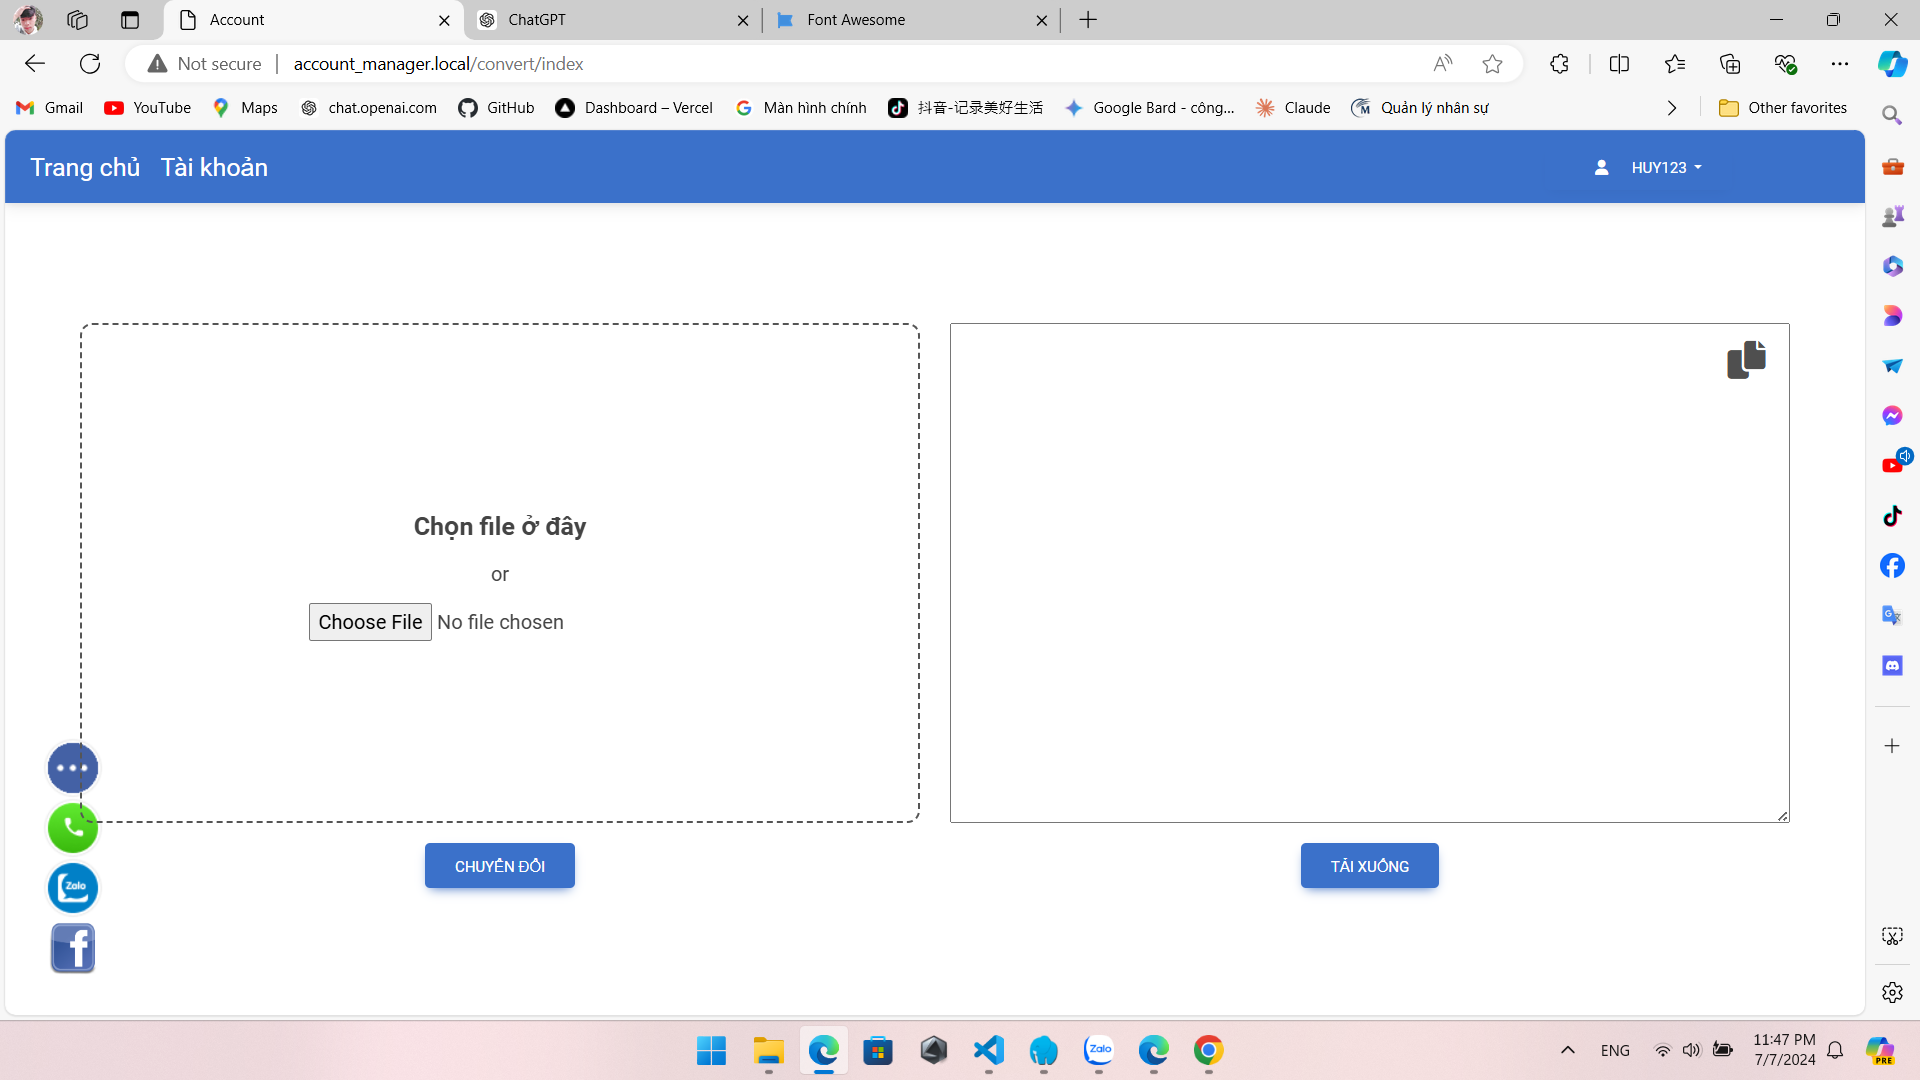 Account
ChatGPT
Font Awesome
Not secure
account_manager.local/convert/index
Gmail
YouTube
Maps
chat.openai.com
GitHub
Dashboard – Vercel
Màn hình chính
抖音-记录美好生活
Google Bard - công...
Claude
Quản lý nhân sự
Other favorites
Trang chủ Tài khoản
HUY123
Chọn file ở đây
or
Choose File No file chosen
Zalo
f
CHUYỂN ĐỔI
TẢI XUỐNG
Zalo
ENG
11:47 PM
7/7/2024
PRE